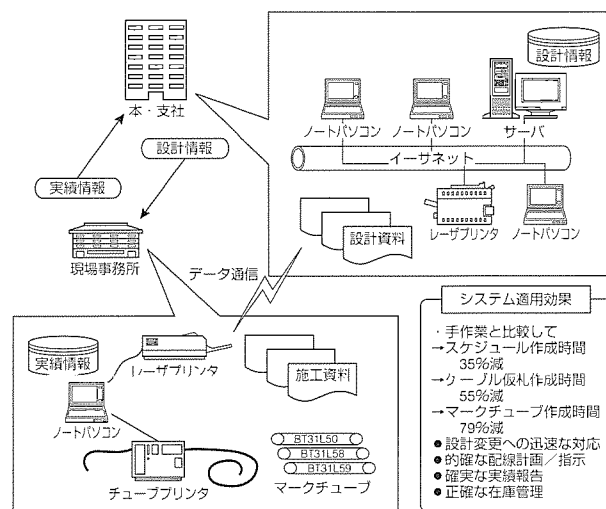 設計情報
本・支社
ノートパソコン
ノートパソコン
サーバ
設計情報
イーサネット
実績情報
レーザプリンタ
ノートパソコン
設計資料
現場事務所
データ通信
実績情報
レーザプリンタ
施工資料
ノートパソコン
チューブプリンタ
BT31L50
BT31L58
BT31L59
マークチューブ
システム適用効果
・手作業と比較して
→スケジュール作成時間
35%減
→ケーブル仮札作成時間
55%減
→マークチューブ作成時間
79%減
●設計変更への迅速な対応
●的確な配線計画／指示
●確実な実績報告
●正確な在庫管理